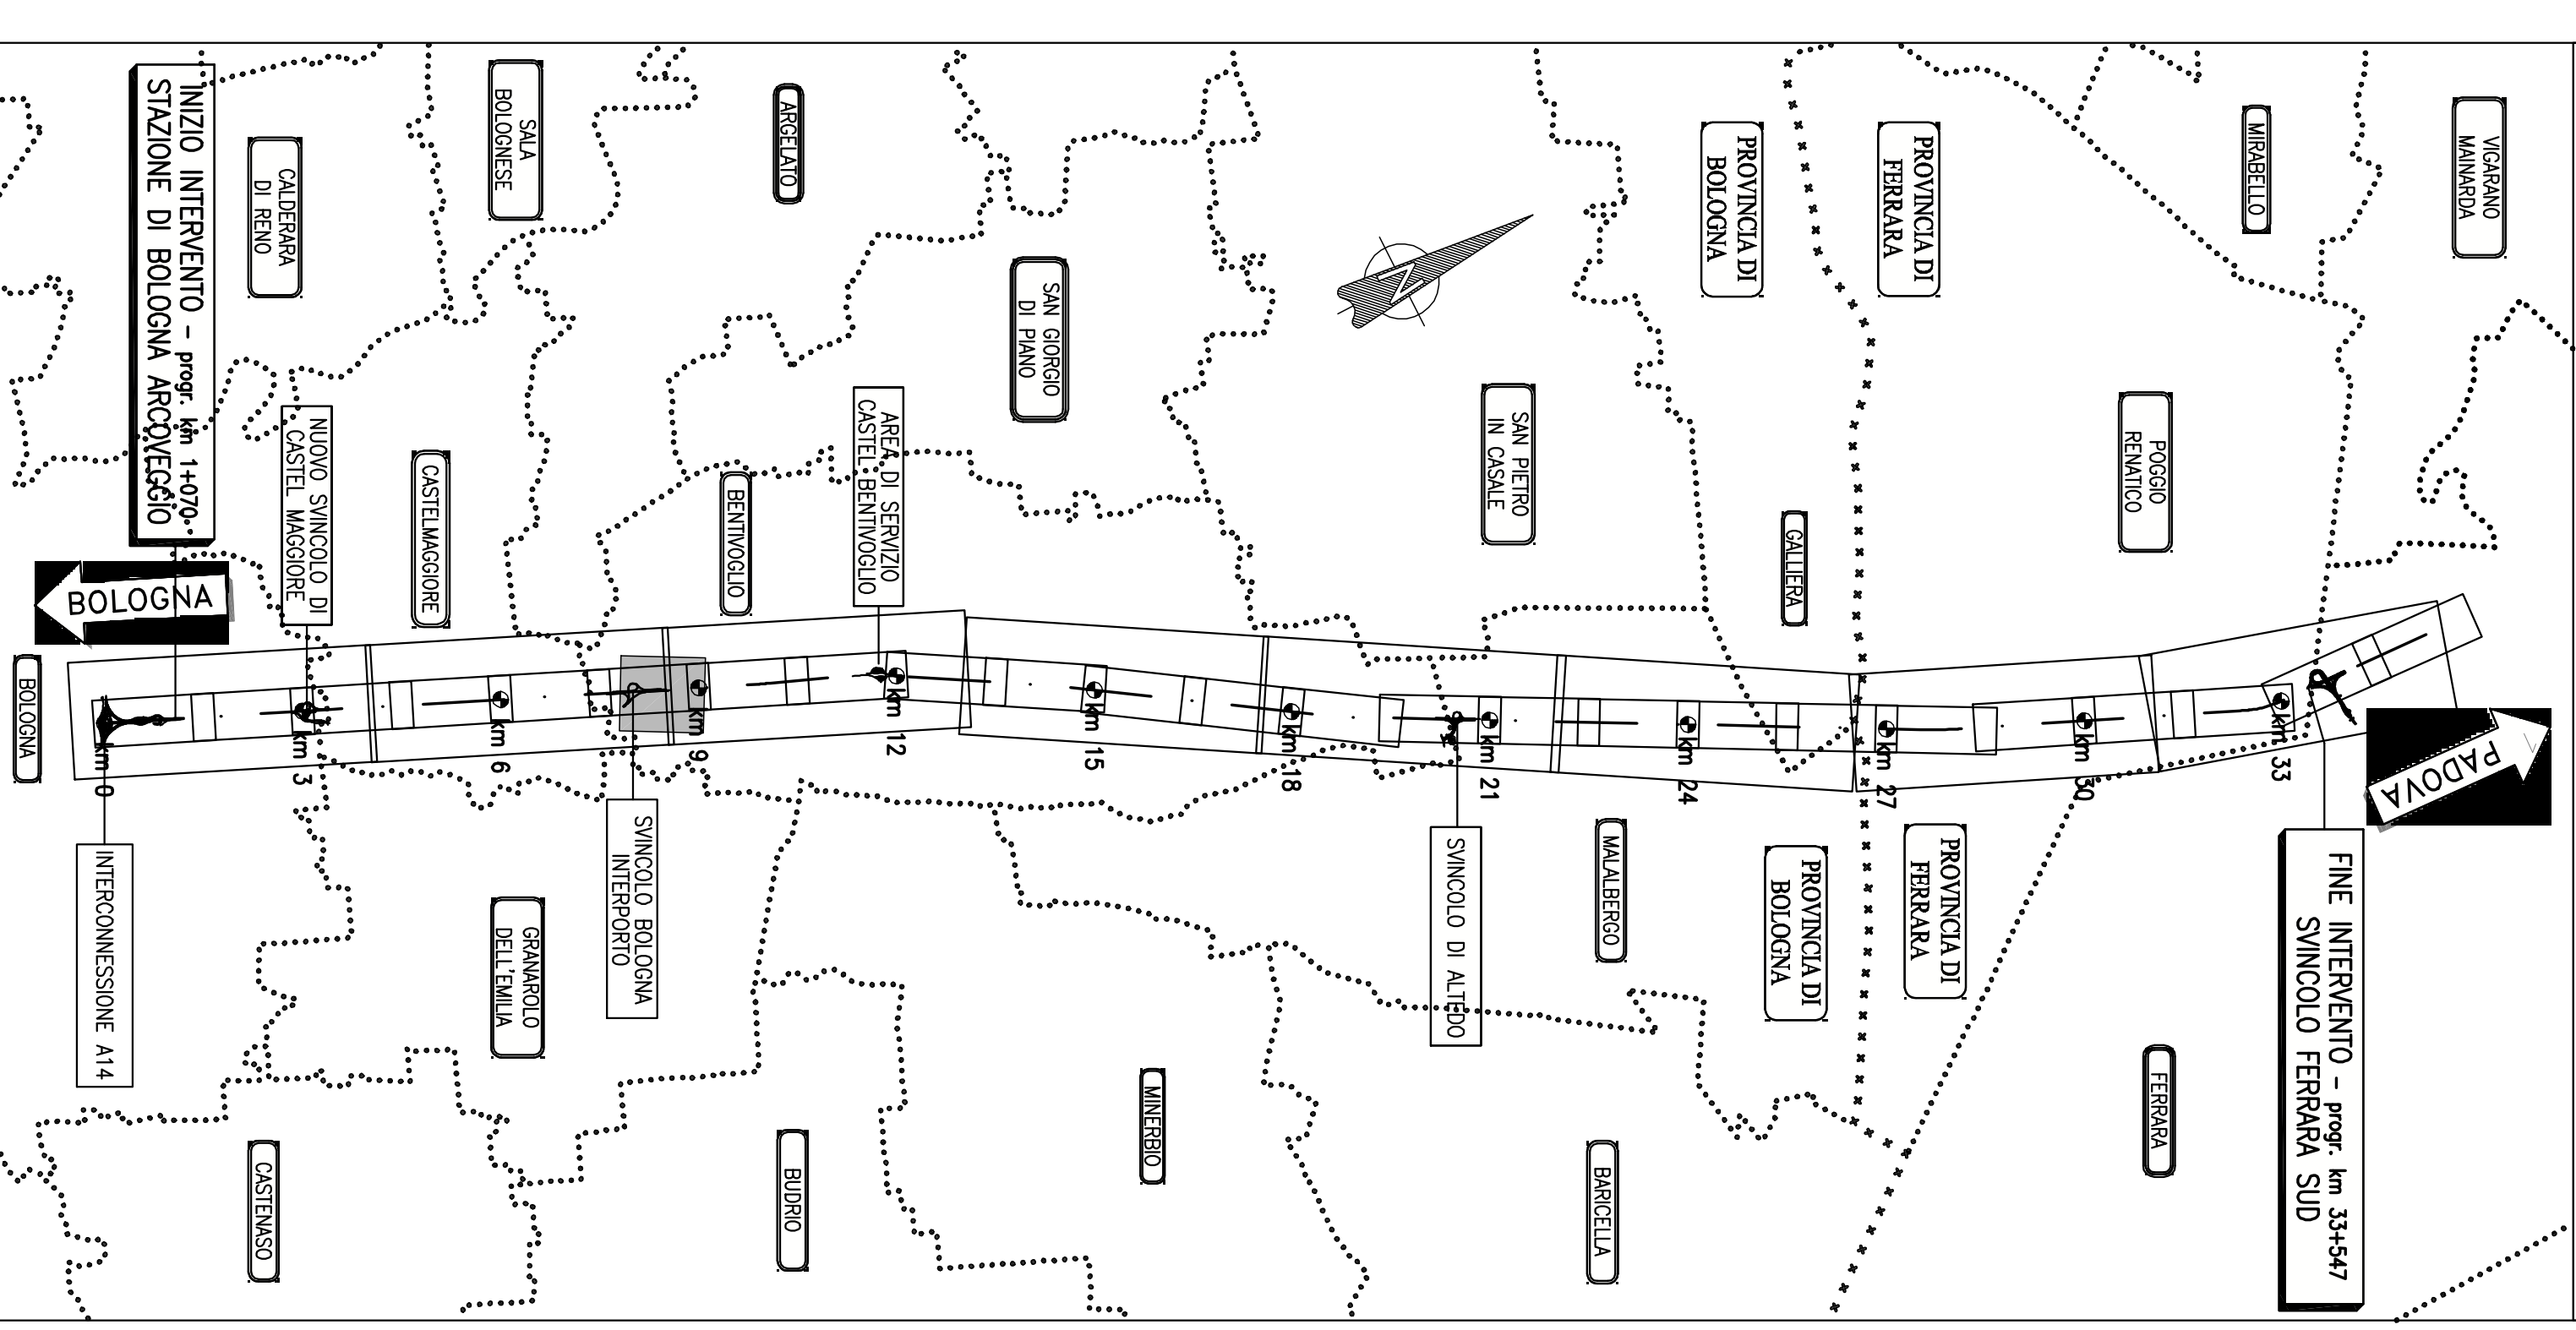 INIZIO INTERVENTO - progr. km 1+070
STAZIONE DI BOLOGNA ARCOVEGGIO
CALDERARA
DI RENO
SALA
BOLOGNESE
ARGELATO
SAN GIORGIO
DI PIANO
N
PROVINCIA DI
BOLOGNA
PROVINCIA DI
FERRARA
MIRABELLO
VIGARANO
MAINARDA
NUOVO SVINCOLO DI
CASTEL MAGGIORE
CASTELMAGGIORE
BENTIVOGLIO
AREA DI SERVIZIO
CASTEL BENTIVOGLIO
SAN PIETRO
IN CASALE
GALLIERA
POGGIO
RENATICO
BOLOGNA
BOLOGNA
km 0
km 3
km 6
km 9
km 12
km 15
km 18
km 21
km 24
km 27
km 30
km 33
PADOVA
INTERCONNESSIONE A14
GRANAROLO
DELL'EMILIA
SVINCOLO BOLOGNA
INTERPORTO
SVINCOLO DI ALTEDO
MALALBERGO
PROVINCIA DI
BOLOGNA
PROVINCIA DI
FERRARA
FINE INTERVENTO - progr. km 33+547
SVINCOLO FERRARA SUD
CASTENASO
BUDRIO
MINERBIO
BARICELLA
FERRARA